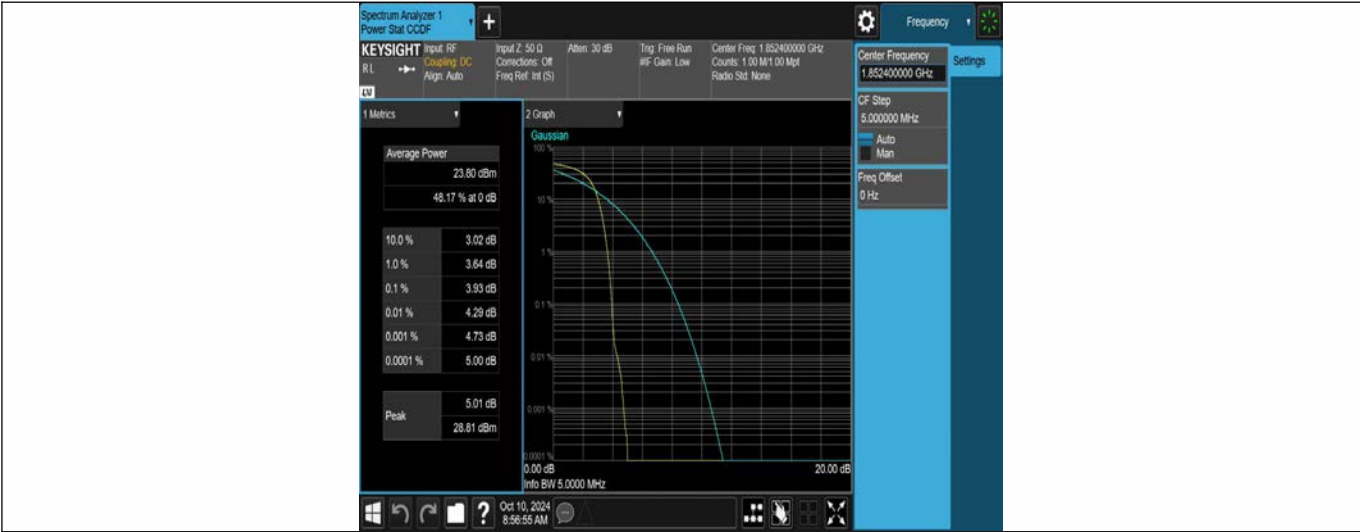 Spectrum Analyzer 1
Power Stat CCDF
+
Frequency
KEYSIGHT
RL
Input: RF
Coupling: DC
Align: Auto
Input Z: 50 Ω
Corrections: Off
Freq Ref: Int (S)
Atten: 30 dB
Trig: Free Run
#IF Gain: Low
Center Freq: 1.852400000 GHz
Counts: 1.00 M/1.00 Mpt
Radio Std: None
Center Frequency
1.852400000 GHz
Settings
CF Step
5.000000 MHz
Auto
Man
Freq Offset
0 Hz
1 Metrics
Average Power
23.80 dBm
48.17 % at 0 dB
10.0 % 3.02 dB
1.0 % 3.64 dB
0.1 % 3.93 dB
0.01 % 4.29 dB
0.001 % 4.73 dB
0.0001 % 5.00 dB
Peak
5.01 dB
28.81 dBm
2 Graph
Gaussian
100 %
10 %
1 %
0.1 %
0.01 %
0.001 %
0.0001 %
0.00 dB 20.00 dB
Info BW 5.0000 MHz
?
Oct 10, 2024
8:56:55 AM